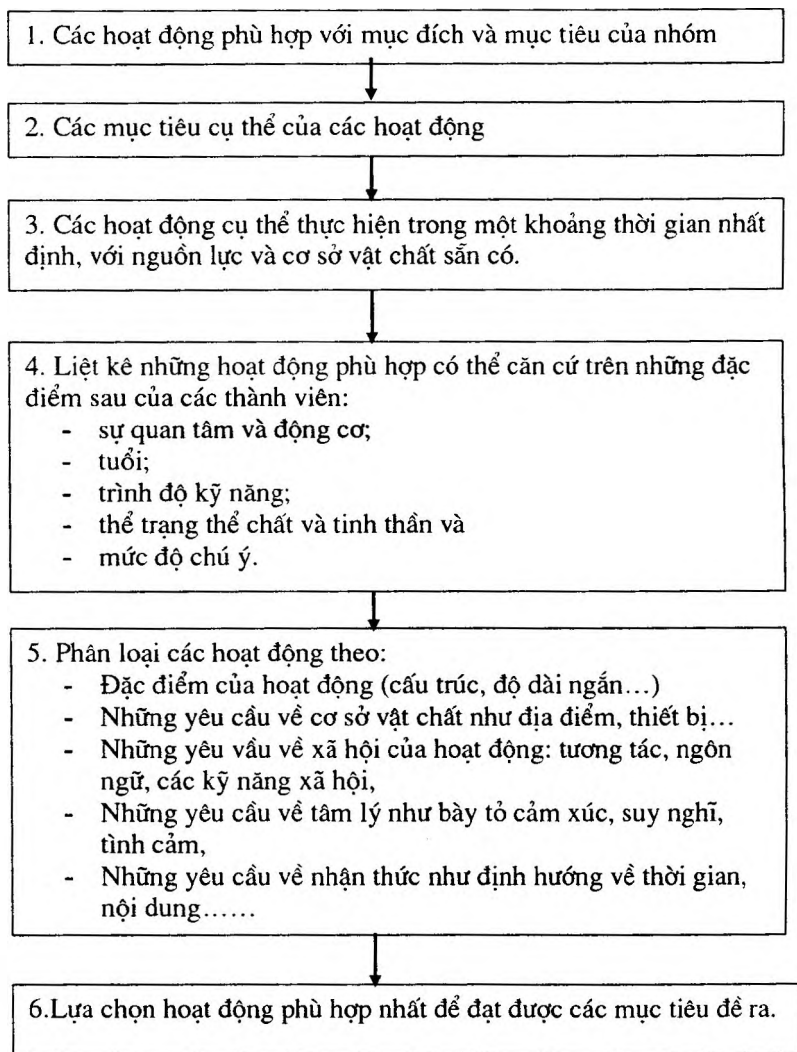 1. Các hoạt động phù hợp với mục đích và mục tiêu của nhóm
2. Các mục tiêu cụ thể của các hoạt động
3. Các hoạt động cụ thể thực hiện trong một khoảng thời gian nhất
định, với nguồn lực và cơ sở vật chất sẵn có.
4. Liệt kê những hoạt động phù hợp có thể căn cứ trên những đặc
điểm sau của các thành viên:
- sự quan tâm và động cơ;
- tuổi;
- trình độ kỹ năng;
- thể trạng thể chất và tinh thần và
- mức độ chú ý.
5. Phân loại các hoạt động theo:
- Đặc điểm của hoạt động (cấu trúc, độ dài ngắn...)
- Những yêu cầu về cơ sở vật chất như địa điểm, thiết bị...
- Những yêu vầu về xã hội của hoạt động: tương tác, ngôn
ngữ, các kỹ năng xã hội,
- Những yêu cầu về tâm lý như bày tỏ cảm xúc, suy nghĩ,
tình cảm,
- Những yêu cầu về nhận thức như định hướng về thời gian,
nội dung......
6.Lựa chọn hoạt động phù hợp nhất để đạt được các mục tiêu đề ra.